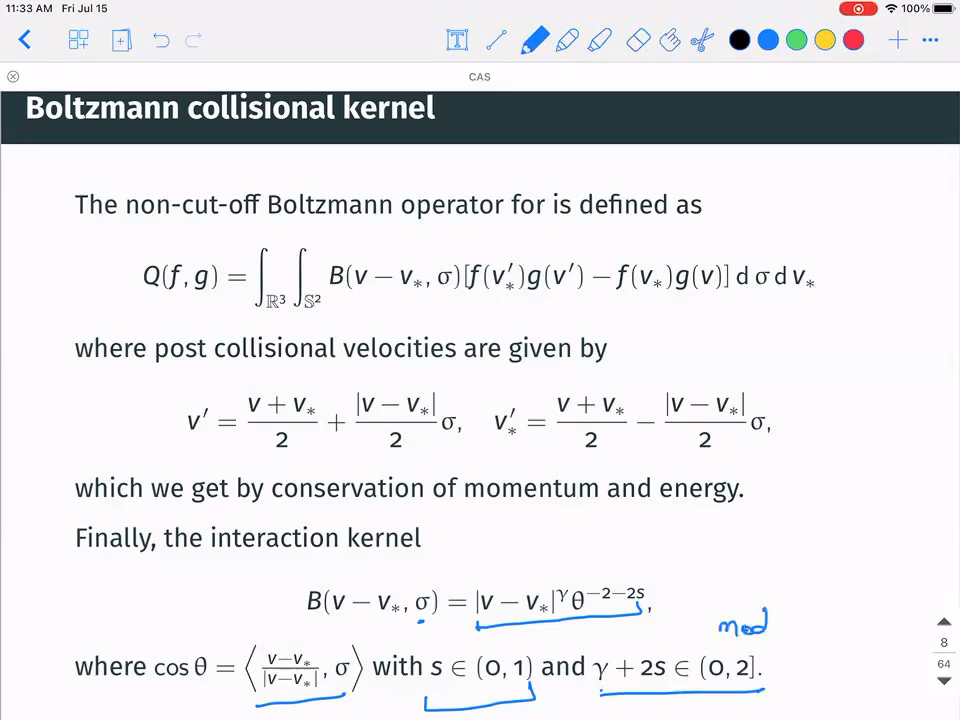 11:33 AM Fri Jul 15 100%
CAS
Boltzmann collisional kernel
The non-cut-off Boltzmann operator for is defined as
Q(f, g) = ∫_{ℝ³} ∫_{𝕊²} B(v − v_*, σ)[f(v′_*)g(v′) − f(v_*)g(v)] d σ d v_*
where post collisional velocities are given by
v′ = (v + v_*)/2 + (|v − v_*|/2) σ, v′_* = (v + v_*)/2 − (|v − v_*|/2) σ,
which we get by conservation of momentum and energy.
Finally, the interaction kernel
B(v − v_*, σ) = |v − v_*|^γ θ^{−2−2s},
mod
where cos θ = ⟨(v−v_*)/|v−v_*|, σ⟩ with s ∈ (0, 1) and γ + 2s ∈ (0, 2].
8
64